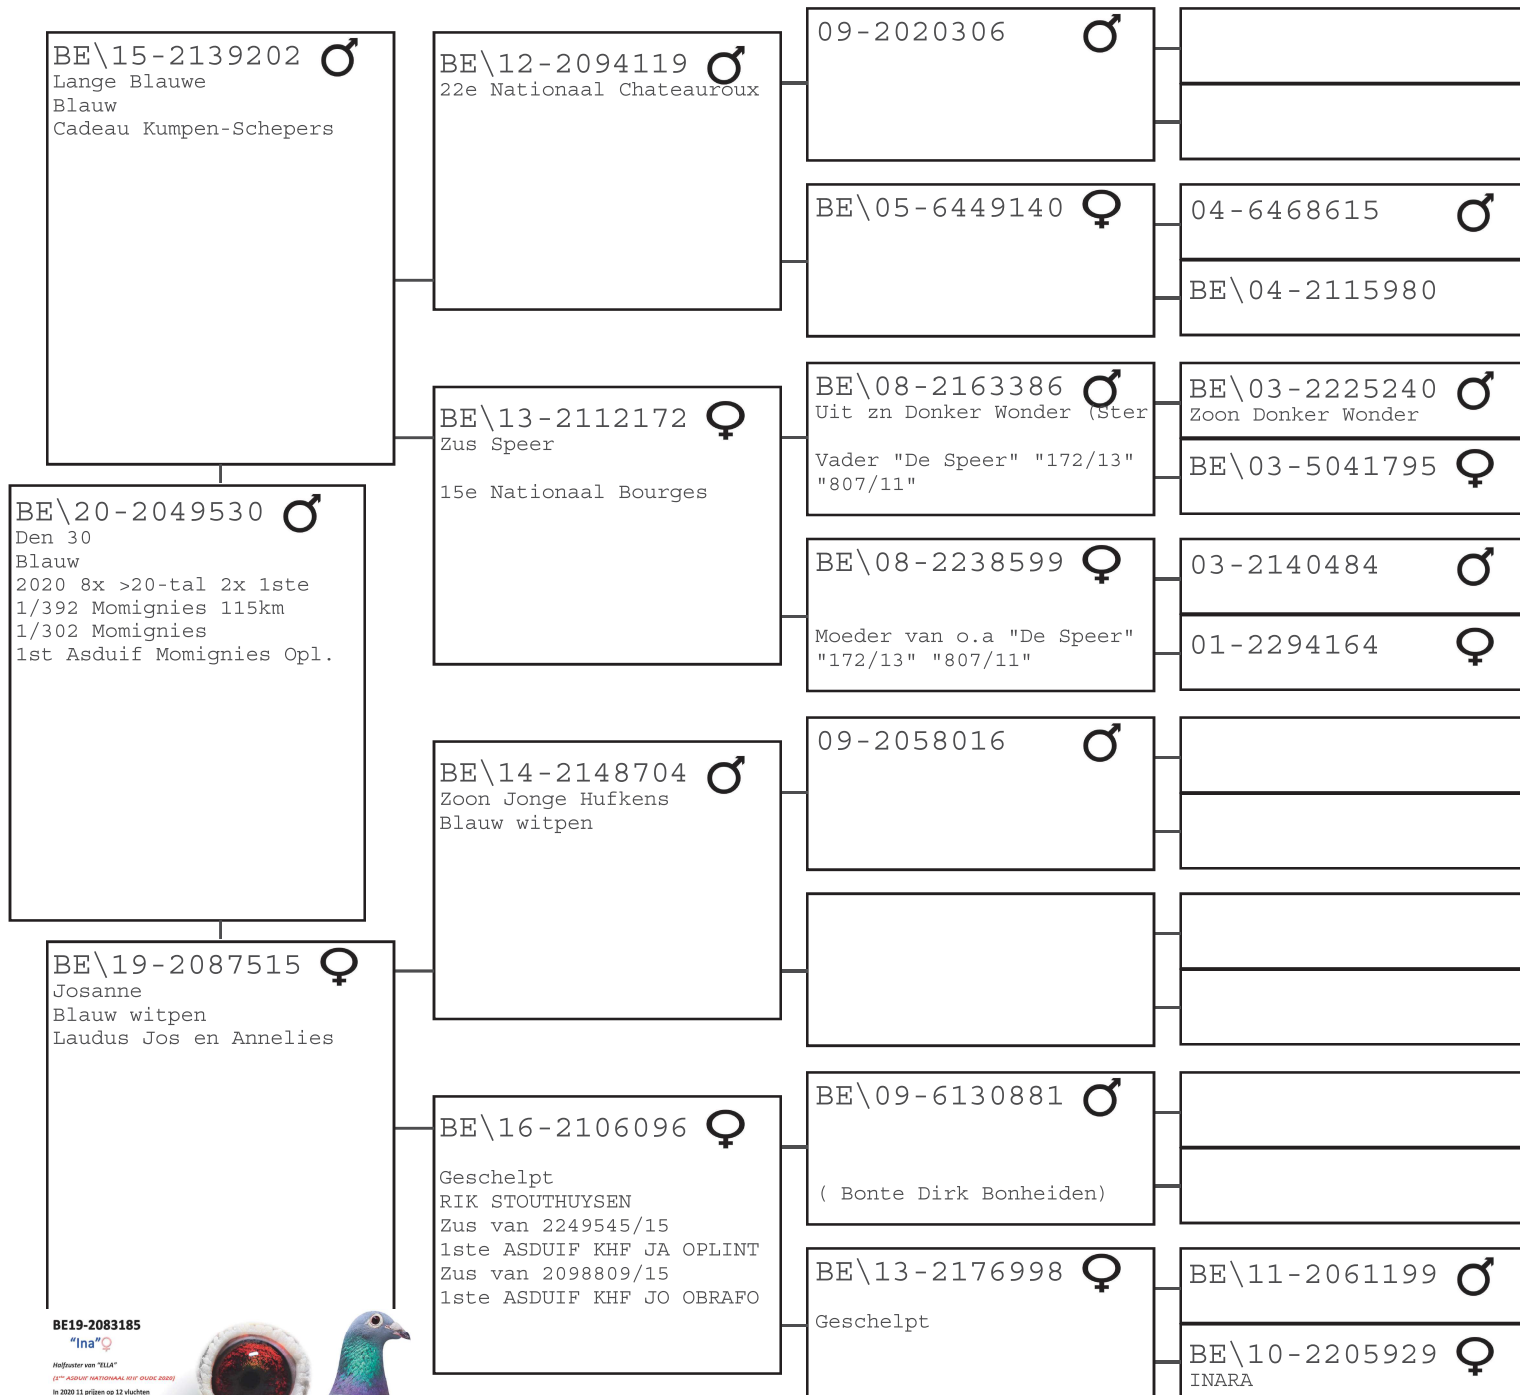 BE\15-2139202
Lange Blauwe
Blauw
Cadeau Kumpen-Schepers
BE\20-2049530
Den 30
Blauw
2020 8x >20-tal 2x 1ste
1/392 Momignies 115km
1/302 Momignies
1st Asduif Momignies Opl.
BE\19-2087515
Josanne
Blauw witpen
Laudus Jos en Annelies
BE19-2083185
"Ina"♀
Halfzuster van "ELLA"
(1ste ASDUIF NATIONAAL KHF OUDE 2020)
In 2020 11 prijzen op 12 vluchten
BE\12-2094119
22e Nationaal Chateauroux
BE\13-2112172
Zus Speer
15e Nationaal Bourges
BE\14-2148704
Zoon Jonge Hufkens
Blauw witpen
BE\16-2106096
Geschelpt
RIK STOUTHUYSEN
Zus van 2249545/15
1ste ASDUIF KHF JA OPLINT
Zus van 2098809/15
1ste ASDUIF KHF JO OBRAFO
09-2020306
BE\05-6449140
BE\08-2163386
Uit zn Donker Wonder (Ster
Vader "De Speer" "172/13"
"807/11"
BE\08-2238599
Moeder van o.a "De Speer"
"172/13" "807/11"
09-2058016
BE\09-6130881
( Bonte Dirk Bonheiden)
BE\13-2176998
Geschelpt
04-6468615
BE\04-2115980
BE\03-2225240
Zoon Donker Wonder
BE\03-5041795
03-2140484
01-2294164
BE\11-2061199
BE\10-2205929
INARA